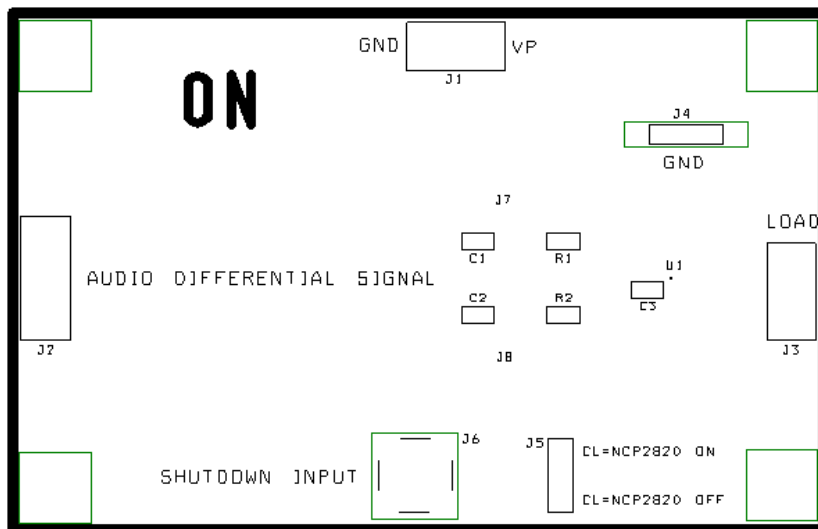 GND
VP
J1
ON
J4
GND
J7
LOAD
C1
R1
U1
AUDIO DIFFERENTIAL SIGNAL
C2
R2
C3
J2
J8
J3
J6
J5
CL=NCP2820 ON
SHUTDOWN INPUT
CL=NCP2820 OFF